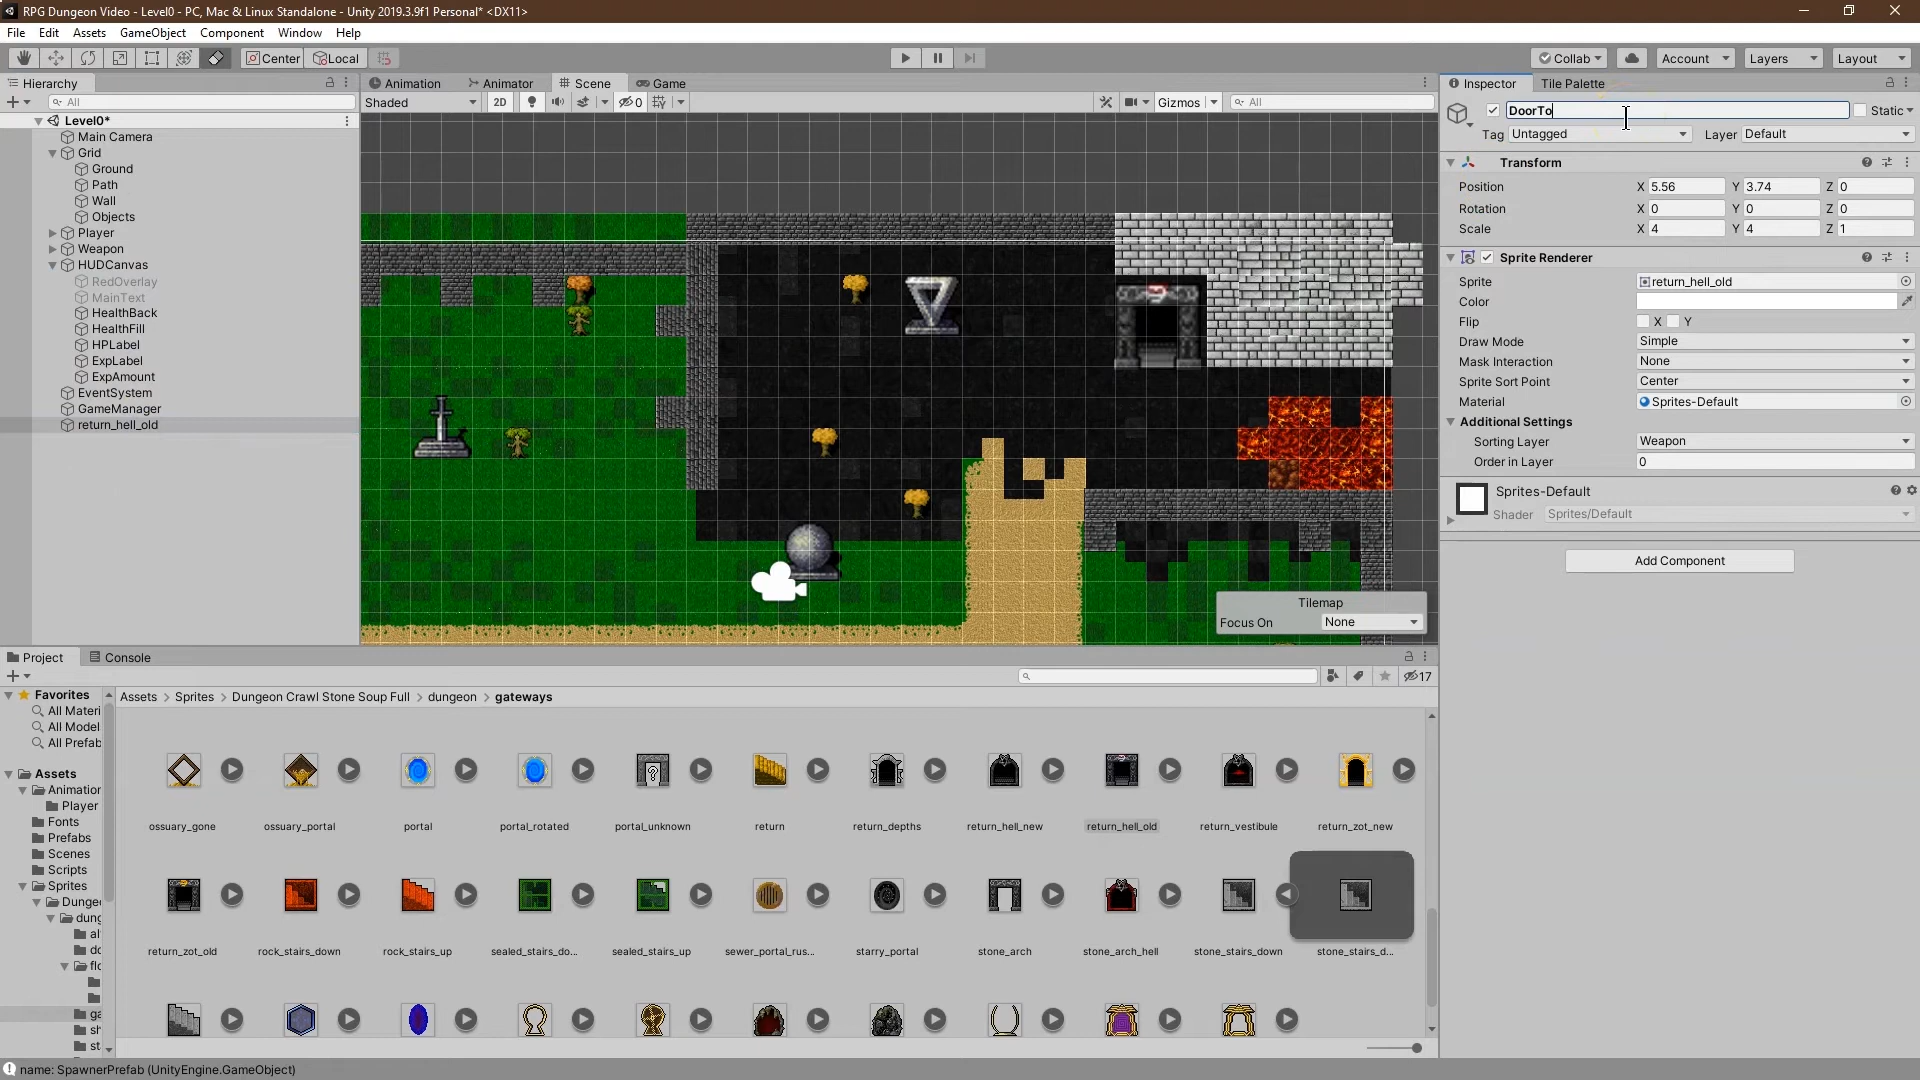 RPG Dungeon Video - Level0 - PC, Mac & Linux Standalone - Unity 2019.3.9f1 Personal* <DX11>
File Edit Assets GameObject Component Window Help
Center Local Collab Account Layers Layout
Hierarchy
All
Level0*
Main Camera
Grid
Ground
Path
Wall
Objects
Player
Weapon
HUDCanvas
RedOverlay
MainText
HealthBack
HealthFill
HPLabel
ExpLabel
ExpAmount
EventSystem
GameManager
return_hell_old
Animation Animator Scene Game
Shaded 2D 0 Gizmos All
Tilemap
Focus On None
Inspector Tile Palette
DoorTo Static
Tag Untagged Layer Default
Transform
Position X 5.56 Y 3.74 Z 0
Rotation X 0 Y 0 Z 0
Scale X 4 Y 4 Z 1
Sprite Renderer
Sprite return_hell_old
Color
Flip X Y
Draw Mode Simple
Mask Interaction None
Sprite Sort Point Center
Material Sprites-Default
Additional Settings
Sorting Layer Weapon
Order in Layer 0
Sprites-Default
Shader Sprites/Default
Add Component
Project Console
17
Favorites
All Materi
All Model
All Prefab
Assets
Animation
Player
Fonts
Prefabs
Scenes
Scripts
Sprites
Dunge
dung
al
do
flo
ga
sh
st
Assets > Sprites > Dungeon Crawl Stone Soup Full > dungeon > gateways
ossuary_gone ossuary_portal portal portal_rotated portal_unknown return return_depths return_hell_new return_hell_old return_vestibule return_zot_new
return_zot_old rock_stairs_down rock_stairs_up sealed_stairs_do... sealed_stairs_up sewer_portal_rus... starry_portal stone_arch stone_arch_hell stone_stairs_down stone_stairs_d...
name: SpawnerPrefab (UnityEngine.GameObject)